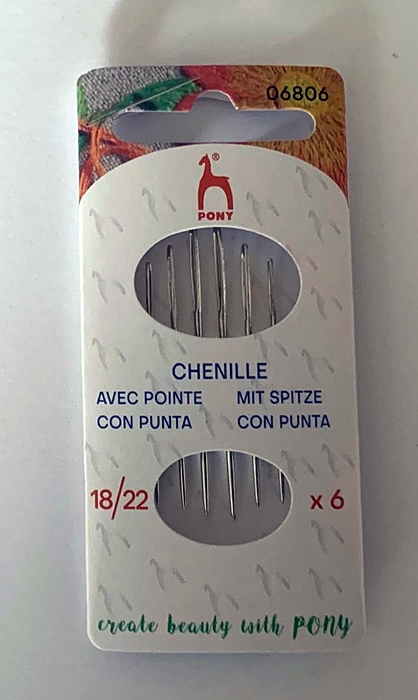 06806
®
PONY
CHENILLE
AVEC POINTE MIT SPITZE
CON PUNTA CON PUNTA
18/22 x 6
create beauty with PONY